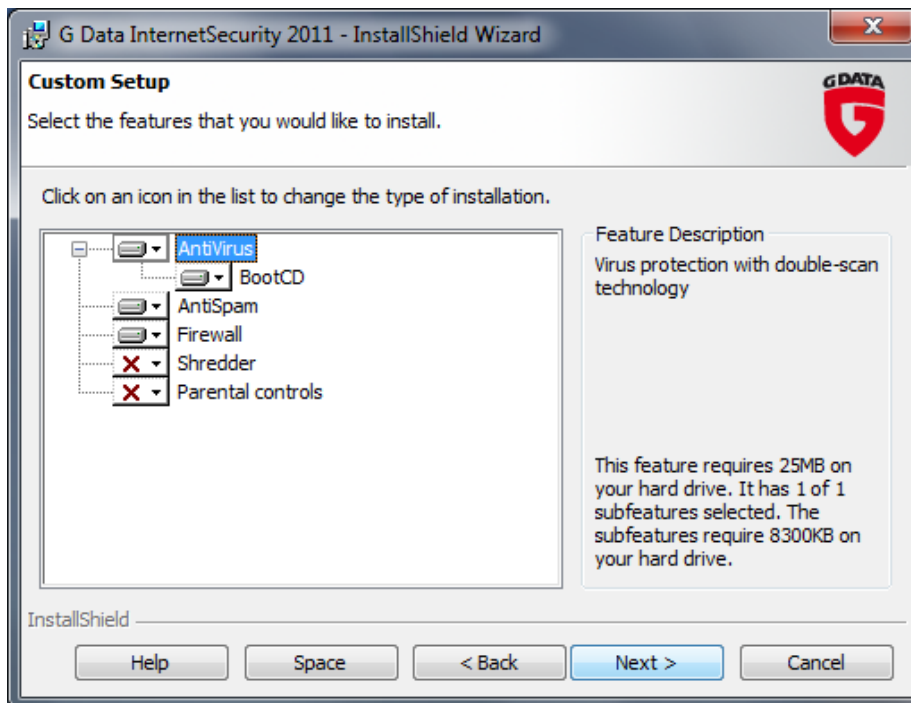 G Data InternetSecurity 2011 - InstallShield Wizard
Custom Setup
GDATA
Select the features that you would like to install.
Click on an icon in the list to change the type of installation.
AntiVirus
BootCD
AntiSpam
Firewall
Shredder
Parental controls
Feature Description
Virus protection with double-scan
technology
This feature requires 25MB on
your hard drive. It has 1 of 1
subfeatures selected. The
subfeatures require 8300KB on
your hard drive.
InstallShield
Help
Space
< Back
Next >
Cancel